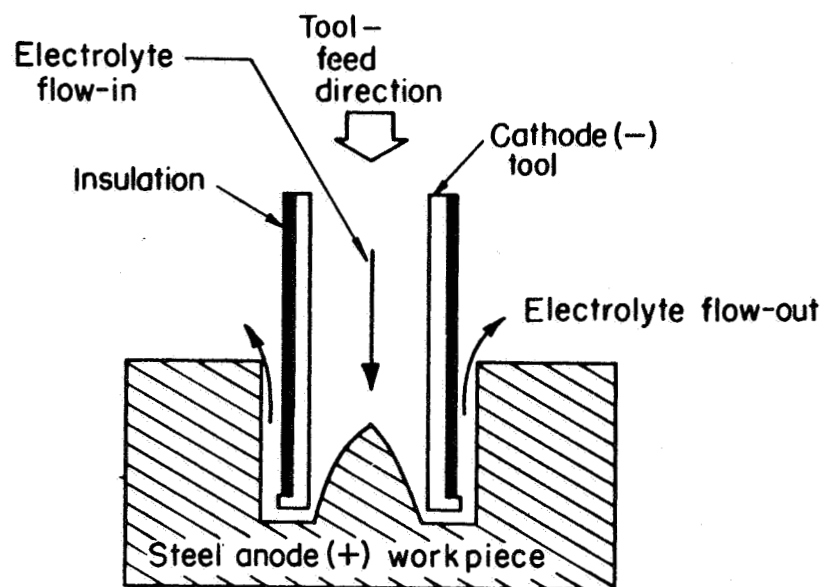 Tool–
feed
direction
Electrolyte
flow-in
Cathode (–)
tool
Insulation
Electrolyte flow-out
Steel anode (+) workpiece